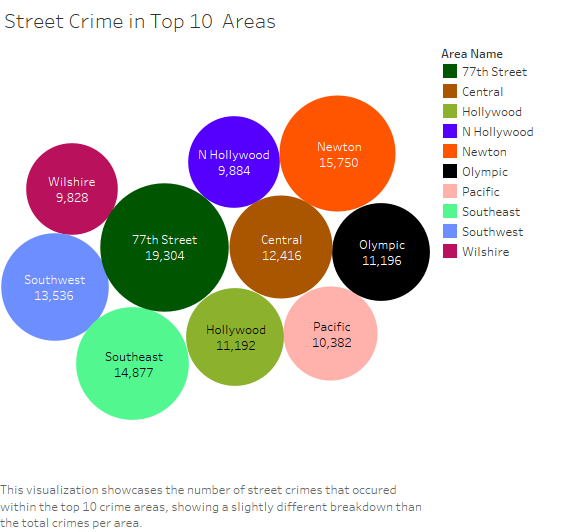 Street Crime in Top 10 Areas
Area Name
77th Street
Central
Hollywood
N Hollywood
Newton
Olympic
Pacific
Southeast
Southwest
Wilshire
Newton
15,750
N Hollywood
9,884
Wilshire
9,828
77th Street
19,304
Central
12,416
Olympic
11,196
Southwest
13,536
Hollywood
11,192
Pacific
10,382
Southeast
14,877
This visualization showcases the number of street crimes that occured
within the top 10 crime areas, showing a slightly different breakdown than
the total crimes per area.